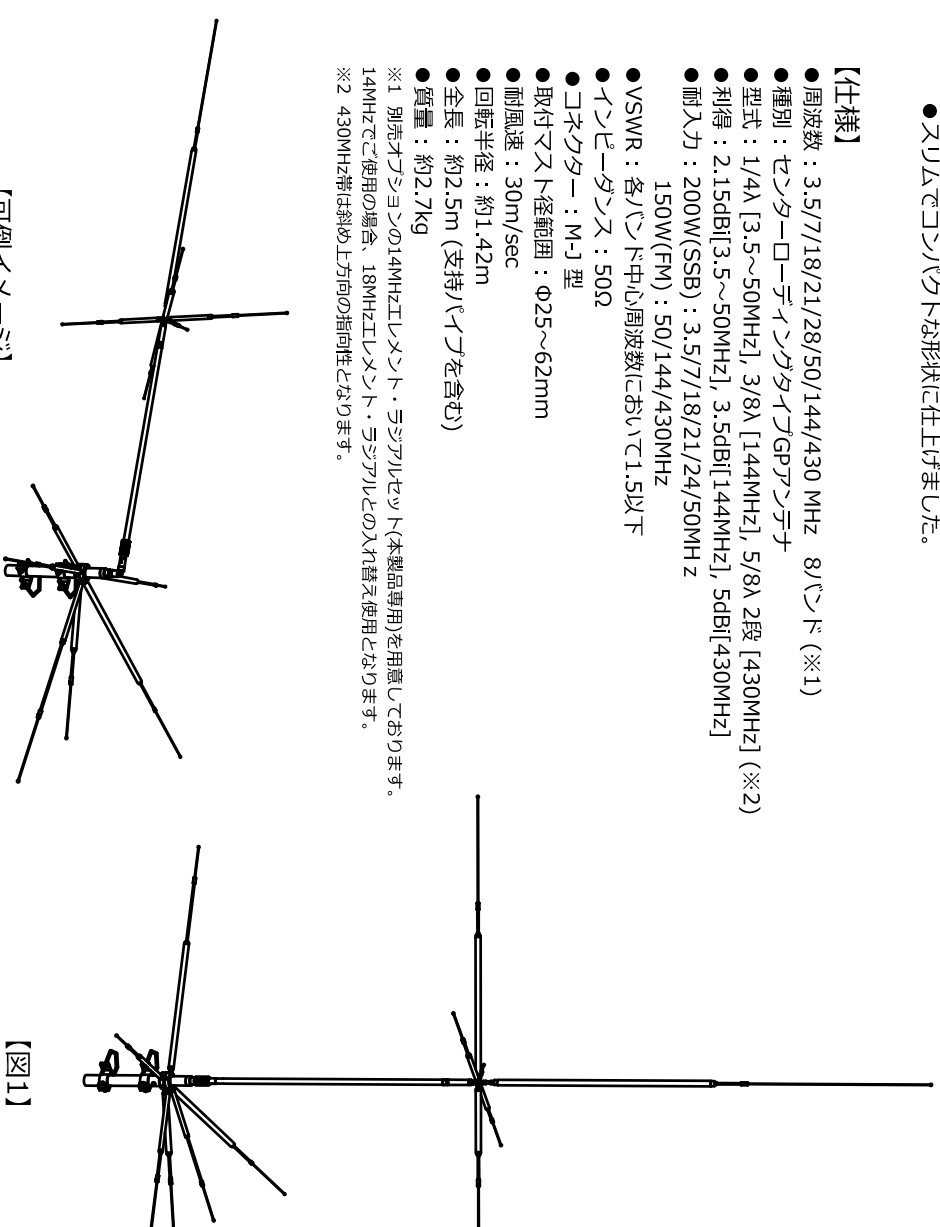 ●スリムでコンパクトな形状に仕上げました。
【仕様】
●周波数：3.5/7/18/21/28/50/144/430 MHz　8バンド (※1)
●種別：センターローディングタイプGPアンテナ
●型式：1/4λ [3.5～50MHz], 3/8λ [144MHz], 5/8λ 2段 [430MHz] (※2)
●利得：2.15dBi[3.5～50MHz], 3.5dBi[144MHz], 5dBi[430MHz]
●耐入力：200W(SSB)：3.5/7/18/21/24/50MHｚ
150W(FM)：50/144/430MHz
●VSWR：各バンド中心周波数において1.5以下
●インピーダンス：50Ω
●コネクター：M-J 型
●取付マスト径範囲：Φ25～62mm
●耐風速：30m/sec
●回転半径：約1.42m
●全長：約2.5m (支持パイプを含む)
●質量：約2.7kg
※1　別売オプションの14MHzエレメント・ラジアルセット(本製品専用)を用意しております。
14MHzでご使用の場合、18MHzエレメント・ラジアルとの入れ替え使用となります。
※2　430MHz帯は斜め上方向の指向性となります。
【可倒イメージ】
【図1】